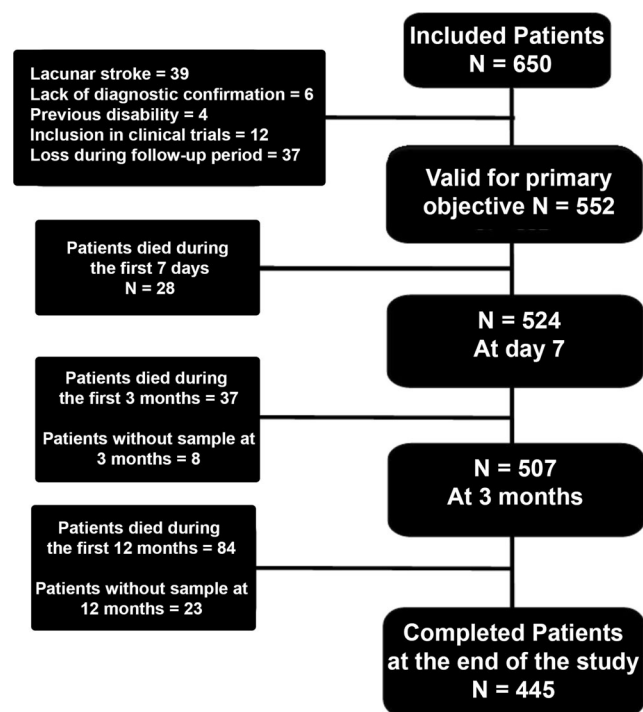 Included Patients
N = 650
Lacunar stroke = 39
Lack of diagnostic confirmation = 6
Previous disability = 4
Inclusion in clinical trials = 12
Loss during follow-up period = 37
Valid for primary
objective N = 552
Patients died during
the first 7 days
N = 28
N = 524
At day 7
Patients died during
the first 3 months = 37
Patients without sample at
3 months = 8
N = 507
At 3 months
Patients died during
the first 12 months = 84
Patients without sample at
12 months = 23
Completed Patients
at the end of the study
N = 445